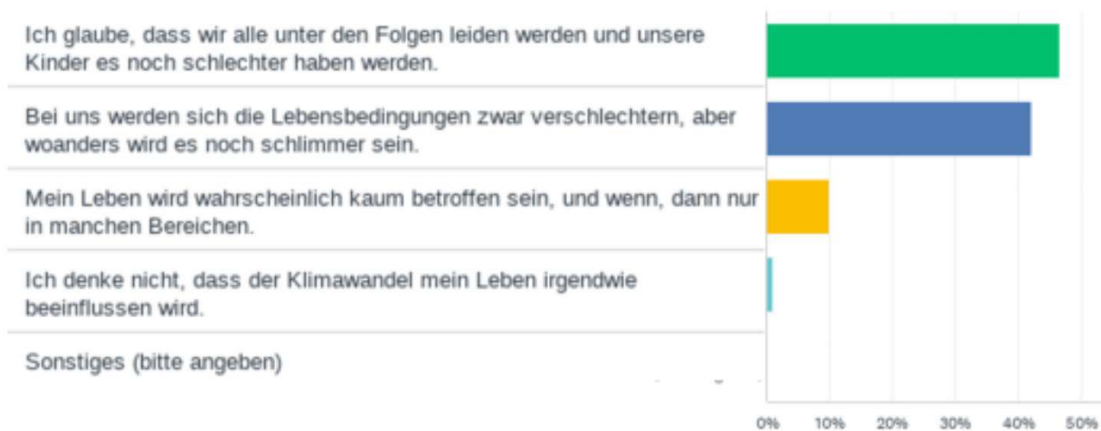 Ich glaube, dass wir alle unter den Folgen leiden werden und unsere
Kinder es noch schlechter haben werden.
Bei uns werden sich die Lebensbedingungen zwar verschlechtern, aber
woanders wird es noch schlimmer sein.
Mein Leben wird wahrscheinlich kaum betroffen sein, und wenn, dann nur
in manchen Bereichen.
Ich denke nicht, dass der Klimawandel mein Leben irgendwie
beeinflussen wird.
Sonstiges (bitte angeben)
0% 10% 20% 30% 40% 50%